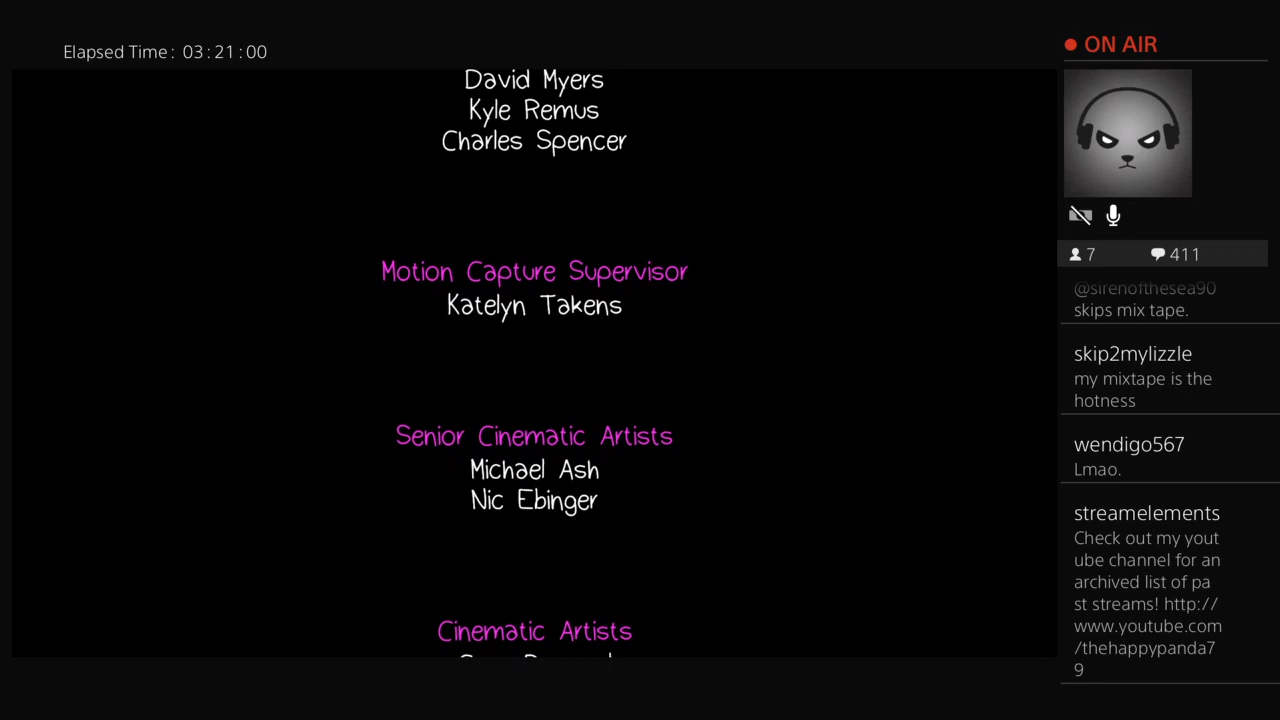 Elapsed Time: 03:21:00
David Myers
Kyle Remus
Charles Spencer
Motion Capture Supervisor
Katelyn Takens
Senior Cinematic Artists
Michael Ash
Nic Ebinger
Cinematic Artists
ON AIR
7 411
@sirenofthesea90
skips mix tape.
skip2mylizzle
my mixtape is the
hotness
wendigo567
Lmao.
streamelements
Check out my yout
ube channel for an
archived list of pa
st streams! http://
www.youtube.com
/thehappypanda7
9